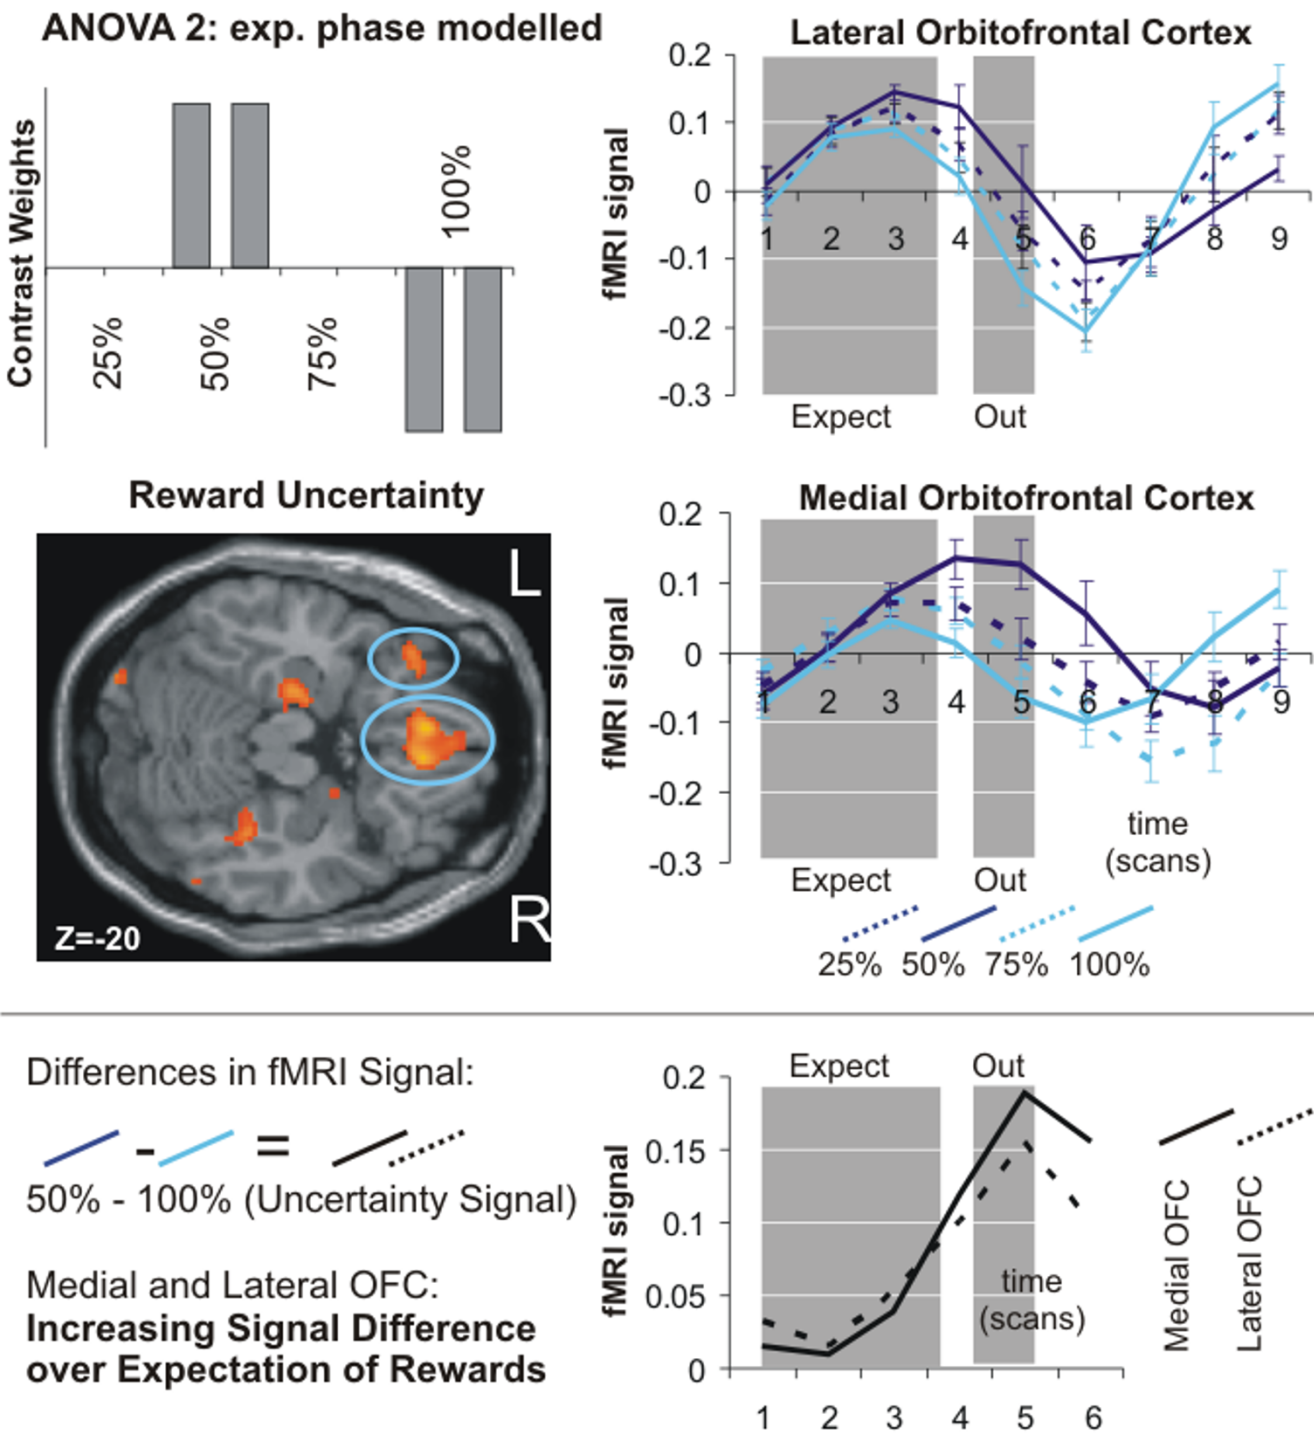 ANOVA 2: exp. phase modelled
Contrast Weights
25%
50%
75%
100%
Lateral Orbitofrontal Cortex
fMRI signal
0.2
0.1
0
-0.1
-0.2
-0.3
1 2 3 4 5 6 7 8 9
Expect Out
Reward Uncertainty
L
R
Z=-20
Medial Orbitofrontal Cortex
fMRI signal
0.2
0.1
0
-0.1
-0.2
-0.3
1 2 3 4 5 6 7 8 9
time
(scans)
Expect Out
25% 50% 75% 100%
Differences in fMRI Signal:
- =
50% - 100% (Uncertainty Signal)
Medial and Lateral OFC:
Increasing Signal Difference
over Expectation of Rewards
Expect Out
fMRI signal
0.2
0.15
0.1
0.05
0
time
(scans)
1 2 3 4 5 6
Medial OFC
Lateral OFC